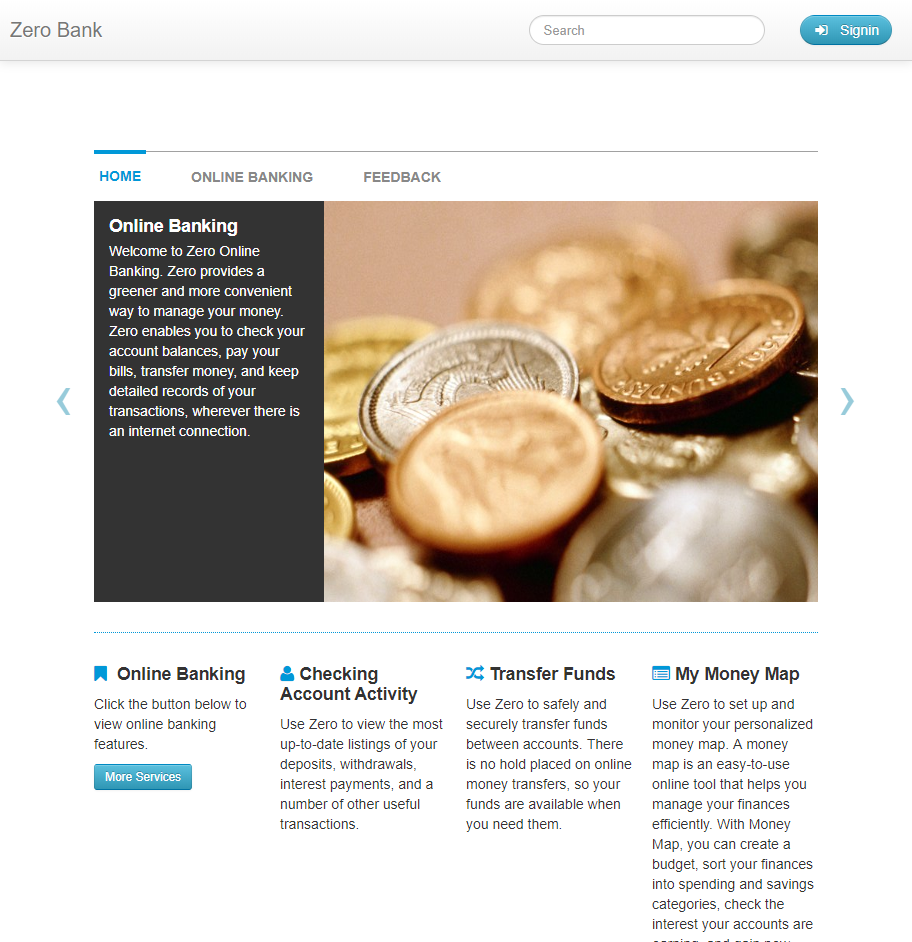 Zero Bank
Search
Signin
HOME
ONLINE BANKING
FEEDBACK
Online Banking
Welcome to Zero Online
Banking. Zero provides a
greener and more convenient
way to manage your money.
Zero enables you to check your
account balances, pay your
bills, transfer money, and keep
detailed records of your
transactions, wherever there is
an internet connection.
Online Banking
Click the button below to
view online banking
features.
More Services
Checking
Account Activity
Use Zero to view the most
up-to-date listings of your
deposits, withdrawals,
interest payments, and a
number of other useful
transactions.
Transfer Funds
Use Zero to safely and
securely transfer funds
between accounts. There
is no hold placed on online
money transfers, so your
funds are available when
you need them.
My Money Map
Use Zero to set up and
monitor your personalized
money map. A money
map is an easy-to-use
online tool that helps you
manage your finances
efficiently. With Money
Map, you can create a
budget, sort your finances
into spending and savings
categories, check the
interest your accounts are